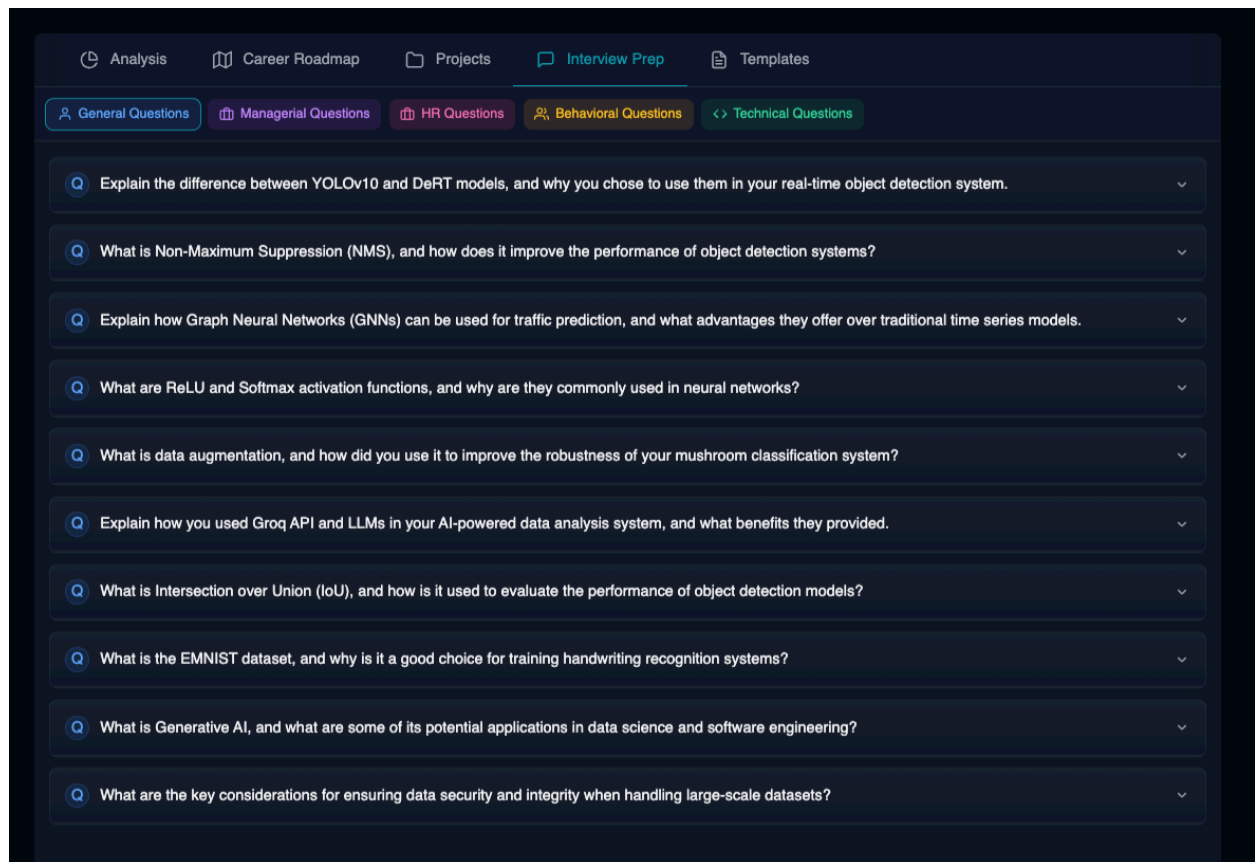 Analysis Career Roadmap Projects Interview Prep Templates
General Questions Managerial Questions HR Questions Behavioral Questions <> Technical Questions
Q Explain the difference between YOLOv10 and DeRT models, and why you chose to use them in your real-time object detection system.
Q What is Non-Maximum Suppression (NMS), and how does it improve the performance of object detection systems?
Q Explain how Graph Neural Networks (GNNs) can be used for traffic prediction, and what advantages they offer over traditional time series models.
Q What are ReLU and Softmax activation functions, and why are they commonly used in neural networks?
Q What is data augmentation, and how did you use it to improve the robustness of your mushroom classification system?
Q Explain how you used Groq API and LLMs in your AI-powered data analysis system, and what benefits they provided.
Q What is Intersection over Union (IoU), and how is it used to evaluate the performance of object detection models?
Q What is the EMNIST dataset, and why is it a good choice for training handwriting recognition systems?
Q What is Generative AI, and what are some of its potential applications in data science and software engineering?
Q What are the key considerations for ensuring data security and integrity when handling large-scale datasets?